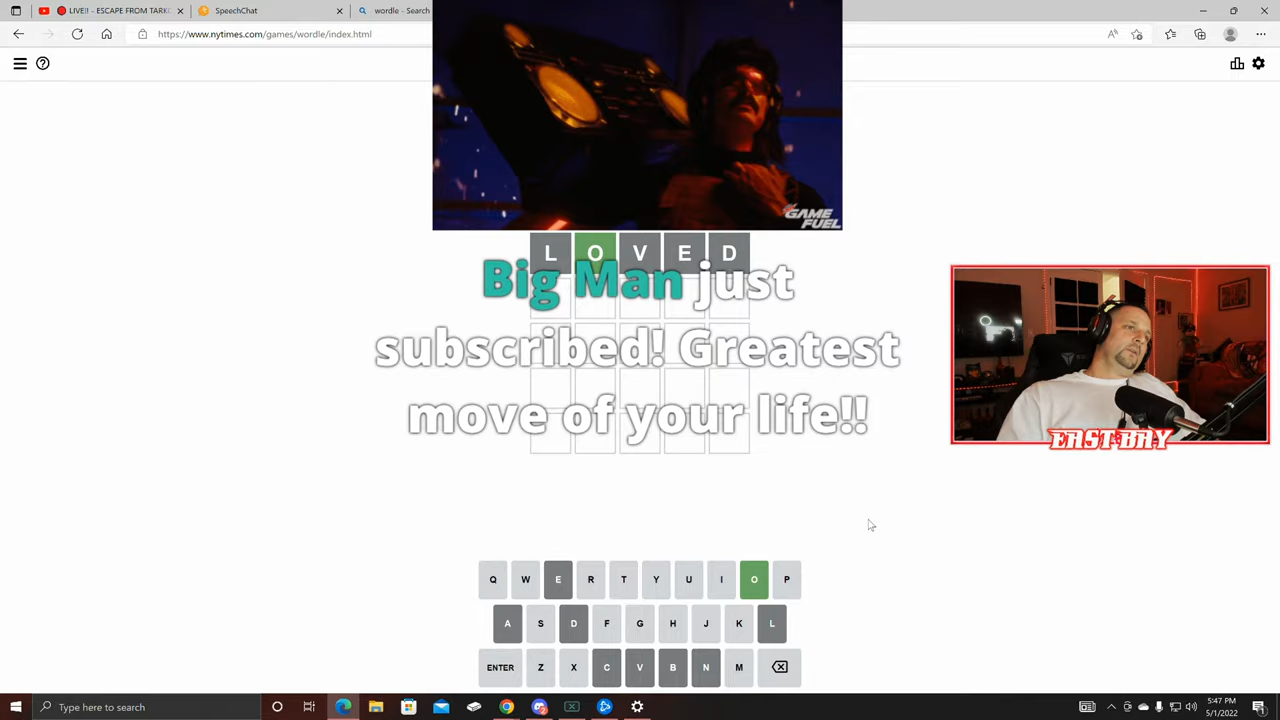 LIVE!! - ESCAPE FROM TARK
SpeechChat
wordle - Search
https://www.nytimes.com/games/wordle/index.html
GAME FUEL
L O V E D
Big Man just
subscribed! Greatest
move of your life!!
EAST BAY
Q W E R T Y U I O P
A S D F G H J K L
ENTER Z X C V B N M
Type here to search
5:47 PM
5/1/2022